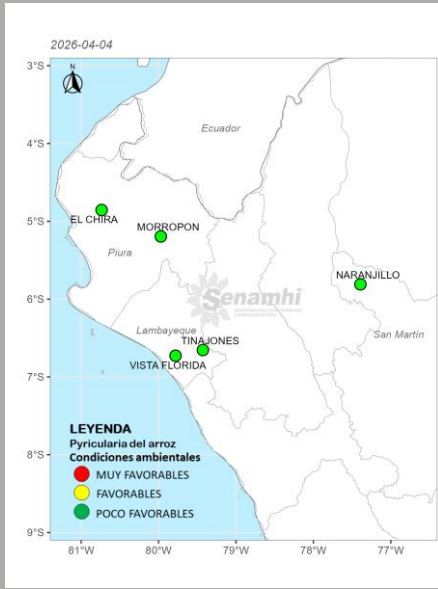 2026-04-04
3°S
N
4°S
Ecuador
EL CHIRA
5°S
MORROPON
Piura
NARANJILLO
6°S
Senamhi
Lambayeque
San Martín
TINAJONES
VISTA FLORIDA
7°S
LEYENDA
Pyricularia del arroz
Condiciones ambientales
MUY FAVORABLES
8°S
FAVORABLES
POCO FAVORABLES
9°S
81°W 80°W 79°W 78°W 77°W